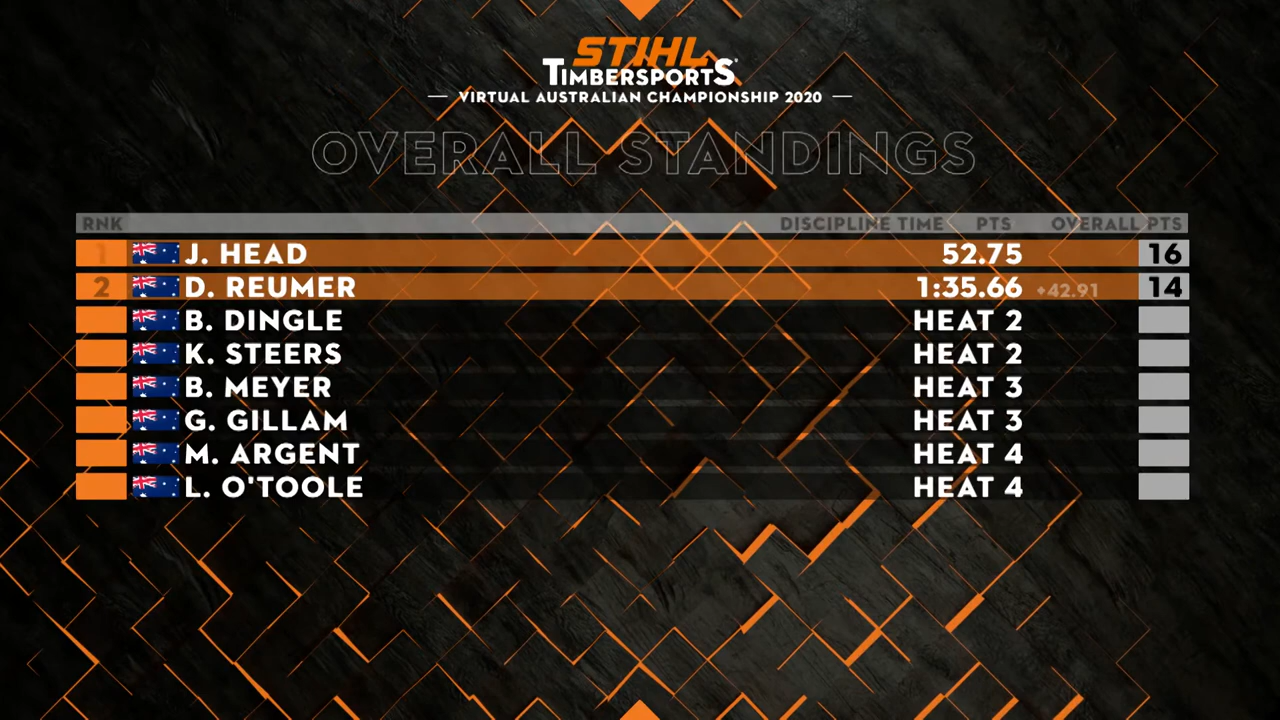 STIHL
TIMBERSPORTS®
VIRTUAL AUSTRALIAN CHAMPIONSHIP 2020
OVERALL STANDINGS
RNK DISCIPLINE TIME PTS OVERALL PTS
1 J. HEAD 52.75 16
2 D. REUMER 1:35.66 +42.91 14
B. DINGLE HEAT 2
K. STEERS HEAT 2
B. MEYER HEAT 3
G. GILLAM HEAT 3
M. ARGENT HEAT 4
L. O'TOOLE HEAT 4